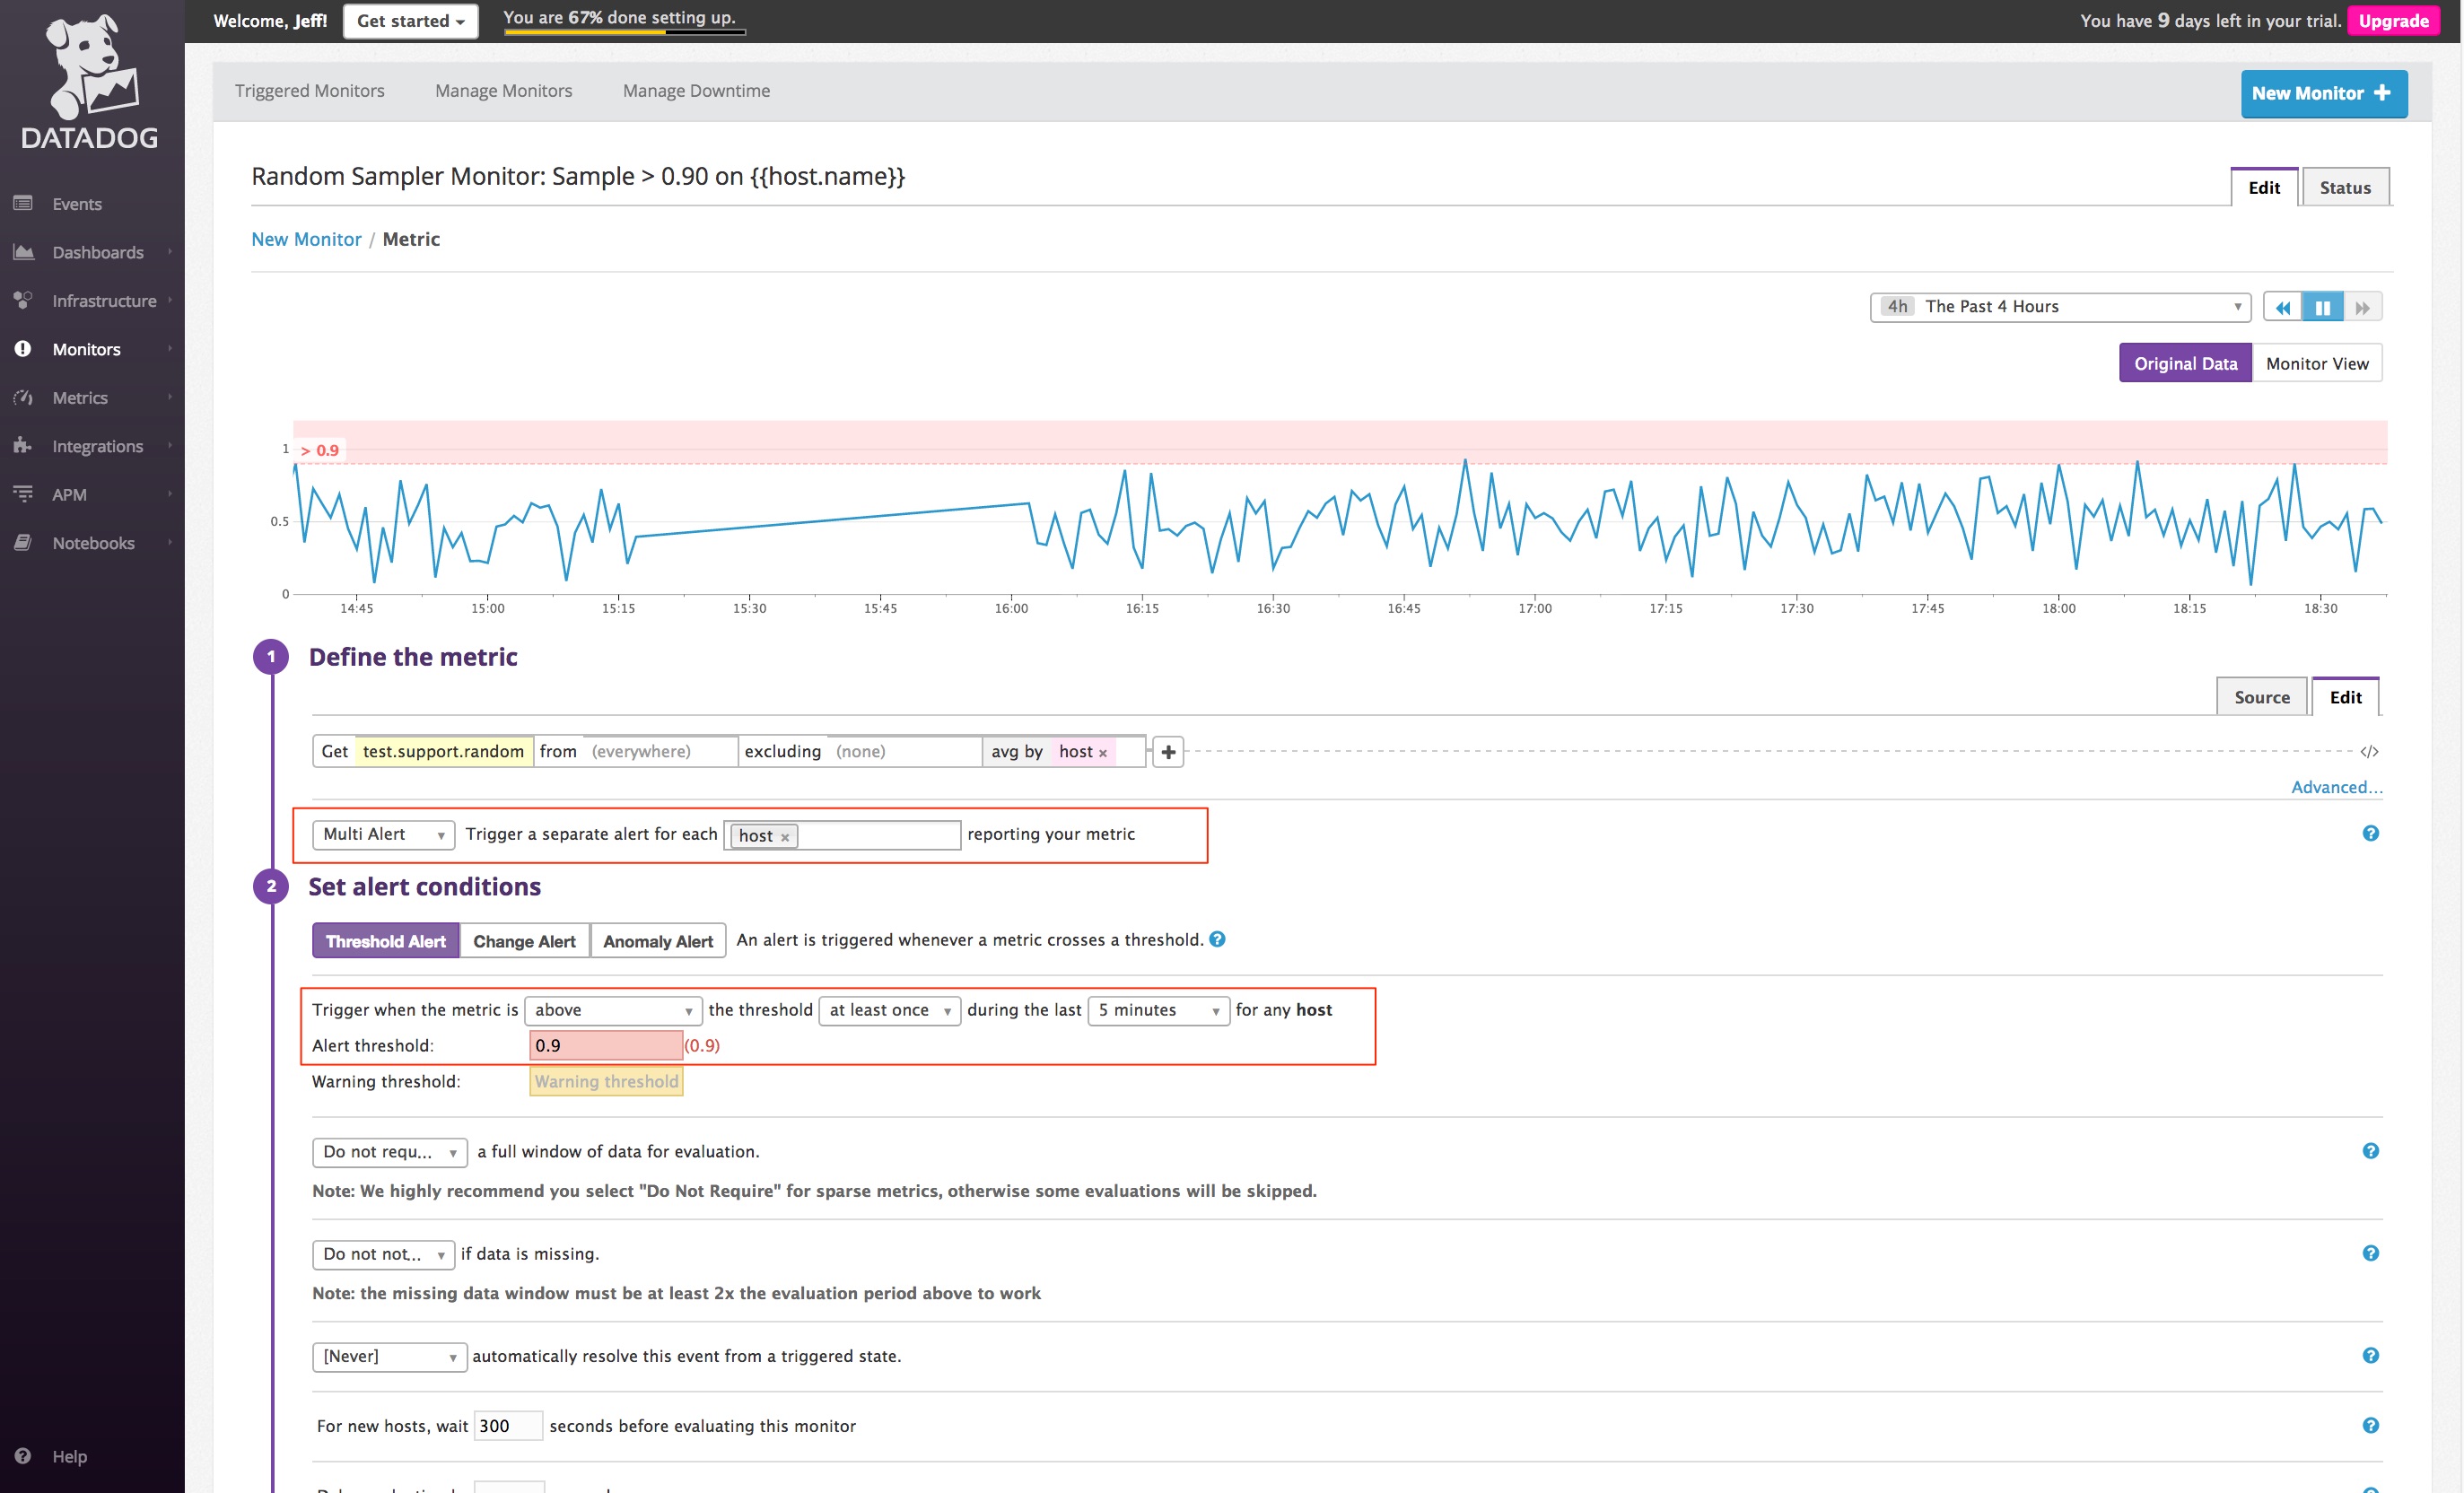 Welcome, Jeff! Get started You are 67% done setting up. You have 9 days left in your trial. Upgrade
DATADOG
Events
Dashboards
Infrastructure
Monitors
Metrics
Integrations
APM
Notebooks
Help
Triggered Monitors Manage Monitors Manage Downtime New Monitor +
Random Sampler Monitor: Sample > 0.90 on {{host.name}} Edit Status
New Monitor / Metric
4h The Past 4 Hours
Original Data Monitor View
1 > 0.9
0.5
0
14:45 15:00 15:15 15:30 15:45 16:00 16:15 16:30 16:45 17:00 17:15 17:30 17:45 18:00 18:15 18:30
1 Define the metric
Source Edit
Get test.support.random from (everywhere) excluding (none) avg by host × + </>
Advanced...
Multi Alert Trigger a separate alert for each host × reporting your metric ?
2 Set alert conditions
Threshold Alert Change Alert Anomaly Alert An alert is triggered whenever a metric crosses a threshold. ?
Trigger when the metric is above the threshold at least once during the last 5 minutes for any host
Alert threshold: 0.9 (0.9)
Warning threshold: Warning threshold
Do not requ... a full window of data for evaluation. ?
Note: We highly recommend you select "Do Not Require" for sparse metrics, otherwise some evaluations will be skipped.
Do not not... if data is missing. ?
Note: the missing data window must be at least 2x the evaluation period above to work
[Never] automatically resolve this event from a triggered state. ?
For new hosts, wait 300 seconds before evaluating this monitor ?